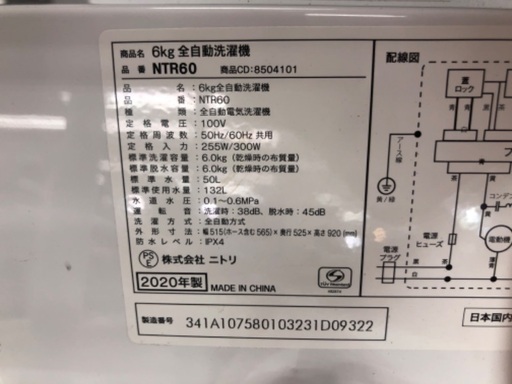 商品名 6kg 全自動洗濯機
品 番 NTR60 商品CD:8504101
品 名 : 6kg全自動洗濯機
品 番 : NTR60
種 類 : 全自動電気洗濯機
定格電圧 : 100V
定格周波数 : 50Hz/60Hz 共用
定格入力 : 255W/300W
標準洗濯容量 : 6.0kg (乾燥時の布質量)
標準脱水容量 : 6.0kg (乾燥時の布質量)
標準水量 : 50L
標準使用水量 : 132L
水道水圧 : 0.1~0.6MPa
運転音 : 洗濯時:38dB、脱水時:45dB
洗濯方式 : 全自動方式
外形寸法 : 幅515(ホース含む565)×奥行525×高さ920(mm)
防水レベル : IPX4
PSE 株式会社 ニトリ
2020年製 MADE IN CHINA
製造番号 341A107580103231D09322
配線図
蓋
ロック
アース線
黄/緑
電源
ヒューズ
電源
プラグ
コンデン
電動機
日本国内